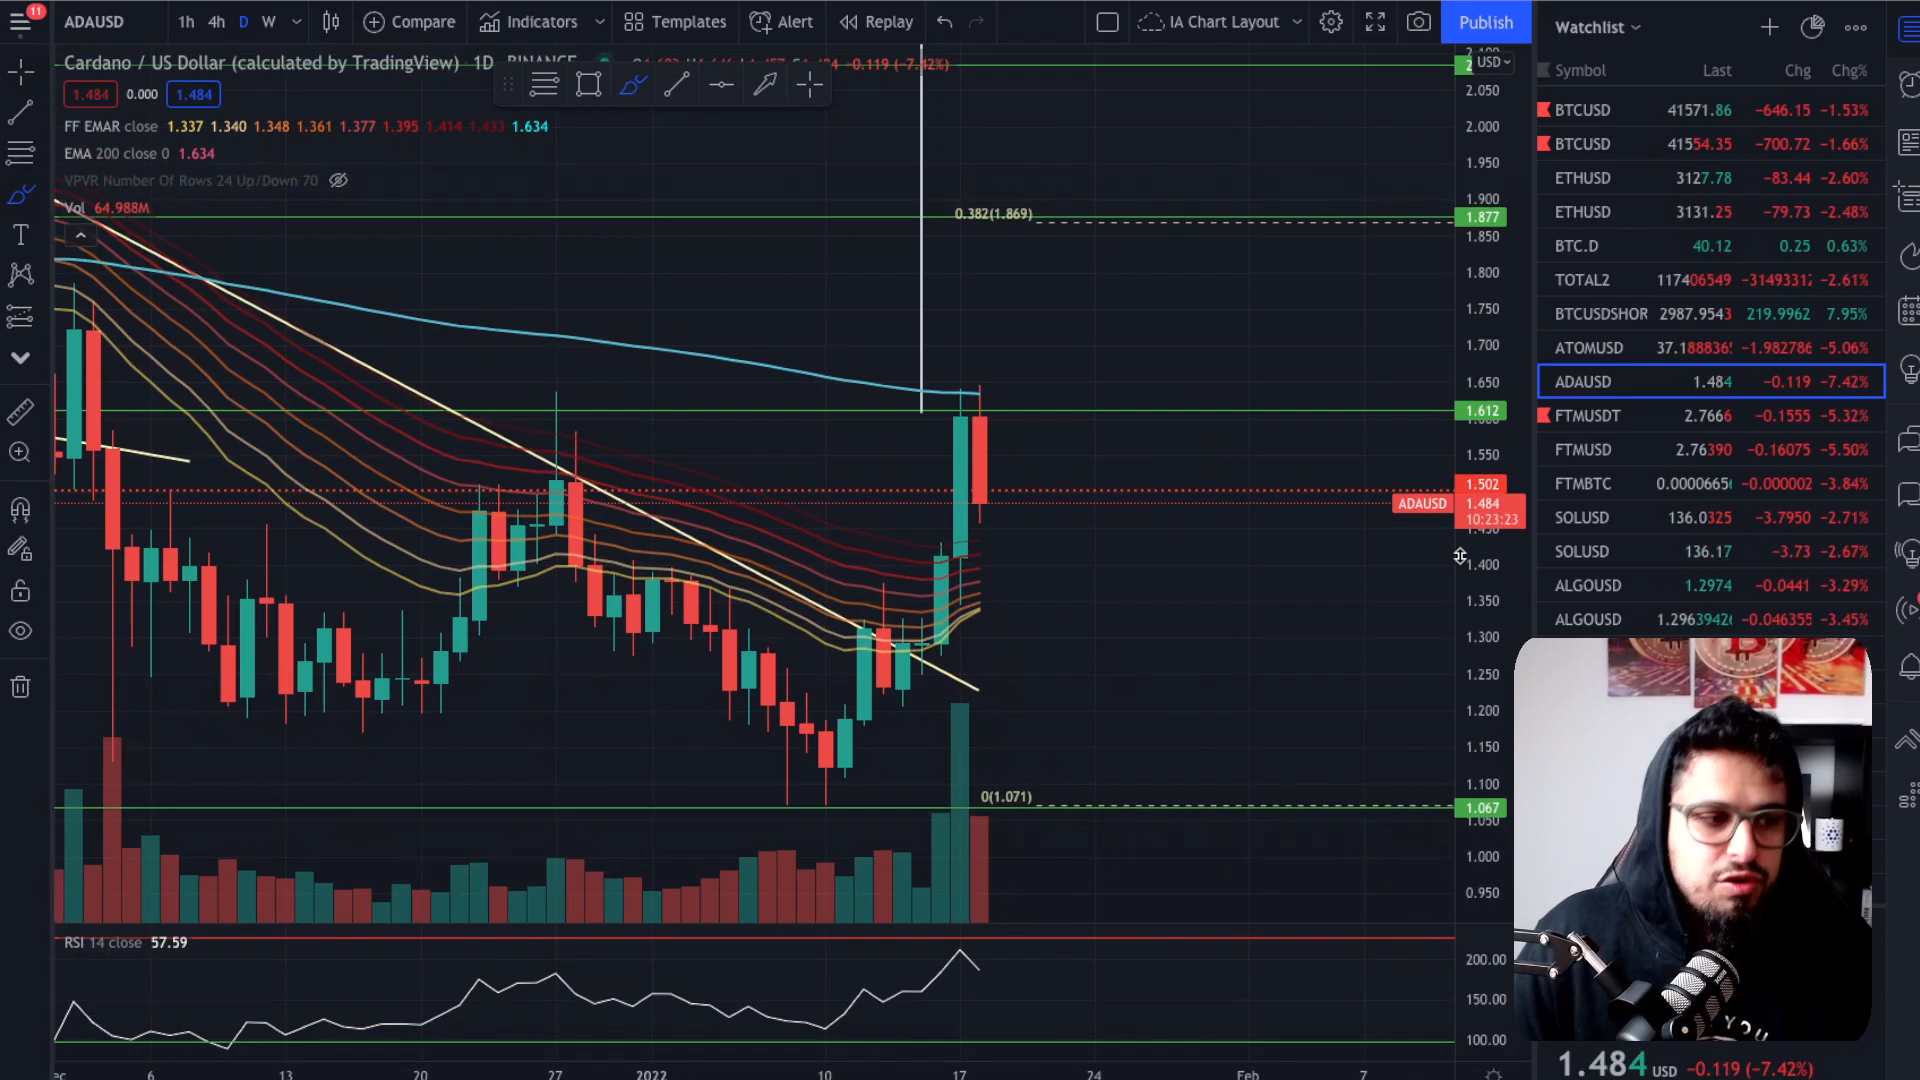 11
ADAUSD 1h 4h D W Compare Indicators Templates Alert Replay IA Chart Layout Publish
Cardano / US Dollar (calculated by TradingView) 1D BINANCE -0.119 (-7.42%)
1.484 0.000 1.484
FF EMAR close 1.337 1.340 1.348 1.361 1.377 1.395 1.414 1.433 1.634
EMA 200 close 0 1.634
VPVR Number Of Rows 24 Up/Down 70
Vol 64.988M
0.382(1.869)
0(1.071)
USD
2.050
2.000
1.950
1.900
1.877
1.850
1.800
1.750
1.700
1.650
1.612
1.550
1.502
ADAUSD 1.484
10:23:23
1.400
1.350
1.300
1.250
1.200
1.150
1.100
1.067
1.050
1.000
0.950
RSI 14 close 57.59
200.00
150.00
100.00
6 13 20 27 2022 10 17 24 Feb 7
Watchlist
Symbol Last Chg Chg%
BTCUSD 41571.86 -646.15 -1.53%
BTCUSD 41554.35 -700.72 -1.66%
ETHUSD 3127.78 -83.44 -2.60%
ETHUSD 3131.25 -79.73 -2.48%
BTC.D 40.12 0.25 0.63%
TOTAL2 117406549 -31493312 -2.61%
BTCUSDSHOR 2987.9543 219.9962 7.95%
ATOMUSD 37.188836 -1.982786 -5.06%
ADAUSD 1.484 -0.119 -7.42%
FTMUSDT 2.7666 -0.1555 -5.32%
FTMUSD 2.76390 -0.16075 -5.50%
FTMBTC 0.0000665 -0.000002 -3.84%
SOLUSD 136.0325 -3.7950 -2.71%
SOLUSD 136.17 -3.73 -2.67%
ALGOUSD 1.2974 -0.0441 -3.29%
ALGOUSD 1.2963942 -0.046355 -3.45%
YOU
1.484 USD -0.119 (-7.42%)